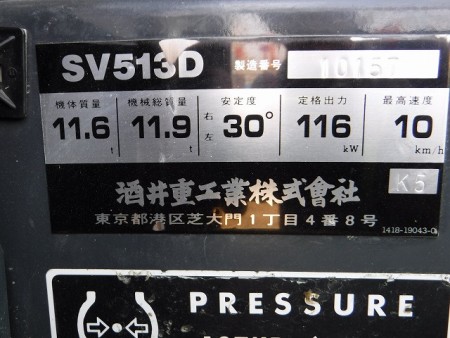 SV513D 製造番号 10157
機体質量 機械総質量 安定度 定格出力 最高速度
11.6 t 11.9 t 右 左 30° 116 kW 10 km/h
酒井重工業株式會社 K5
東京都港区芝大門1丁目4番8号 1418-19043-0
PRESSURE